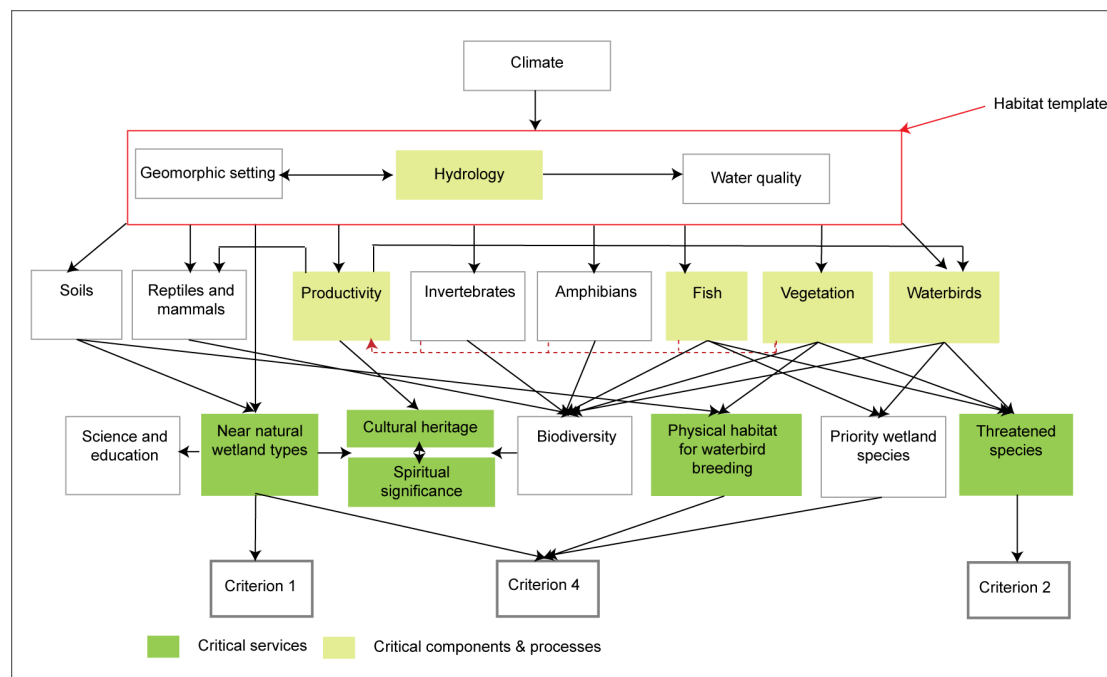 Climate
Habitat template
Geomorphic setting
Hydrology
Water quality
Soils
Reptiles and
mammals
Productivity
Invertebrates
Amphibians
Fish
Vegetation
Waterbirds
Science and
education
Near natural
wetland types
Cultural heritage
Spiritual
significance
Biodiversity
Physical habitat
for waterbird
breeding
Priority wetland
species
Threatened
species
Criterion 1
Criterion 4
Criterion 2
Critical services
Critical components & processes